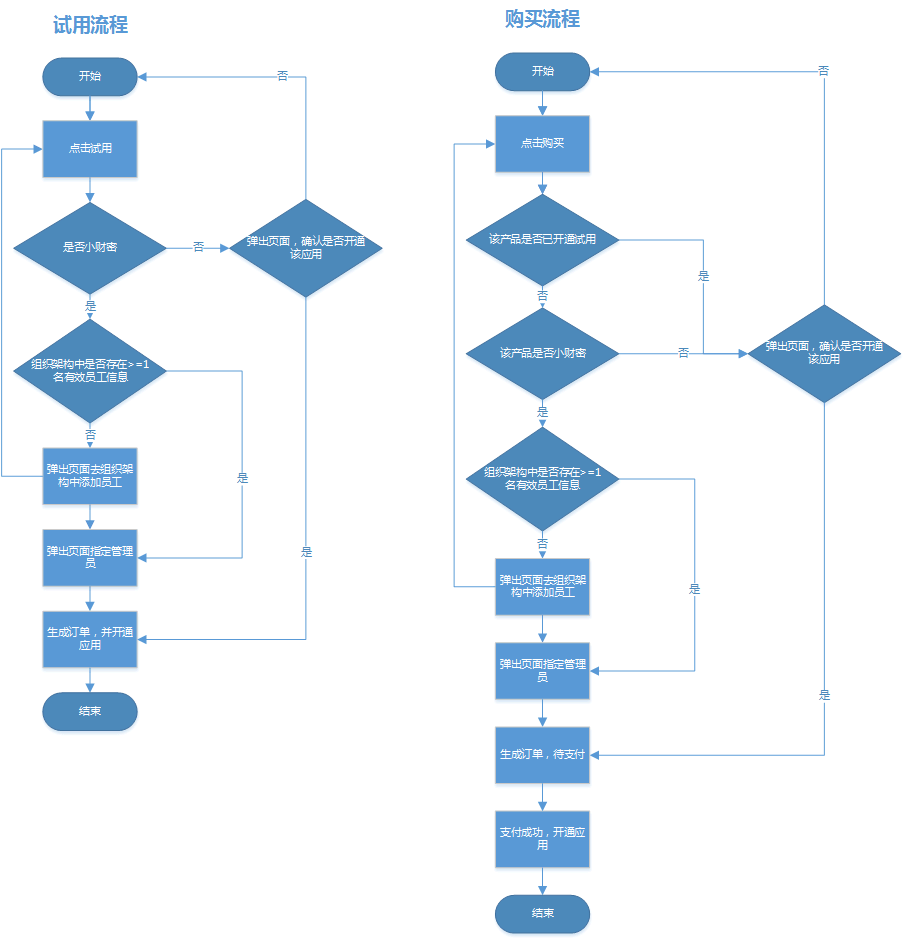 试用流程
开始
否
点击试用
是否小财密
否
弹出页面，确认是否开通
该应用
是
组织架构中是否存在>=1
名有效员工信息
否
弹出页面去组织架
构中添加员工
是
弹出页面指定管理
员
是
生成订单，并开通
应用
结束
购买流程
开始
否
点击购买
该产品是否已开通试用
是
否
该产品是否小财密
否
弹出页面，确认是否开通
该应用
是
组织架构中是否存在>=1
名有效员工信息
否
弹出页面去组织架
构中添加员工
是
弹出页面指定管理
员
是
生成订单，待支付
支付成功，开通应
用
结束